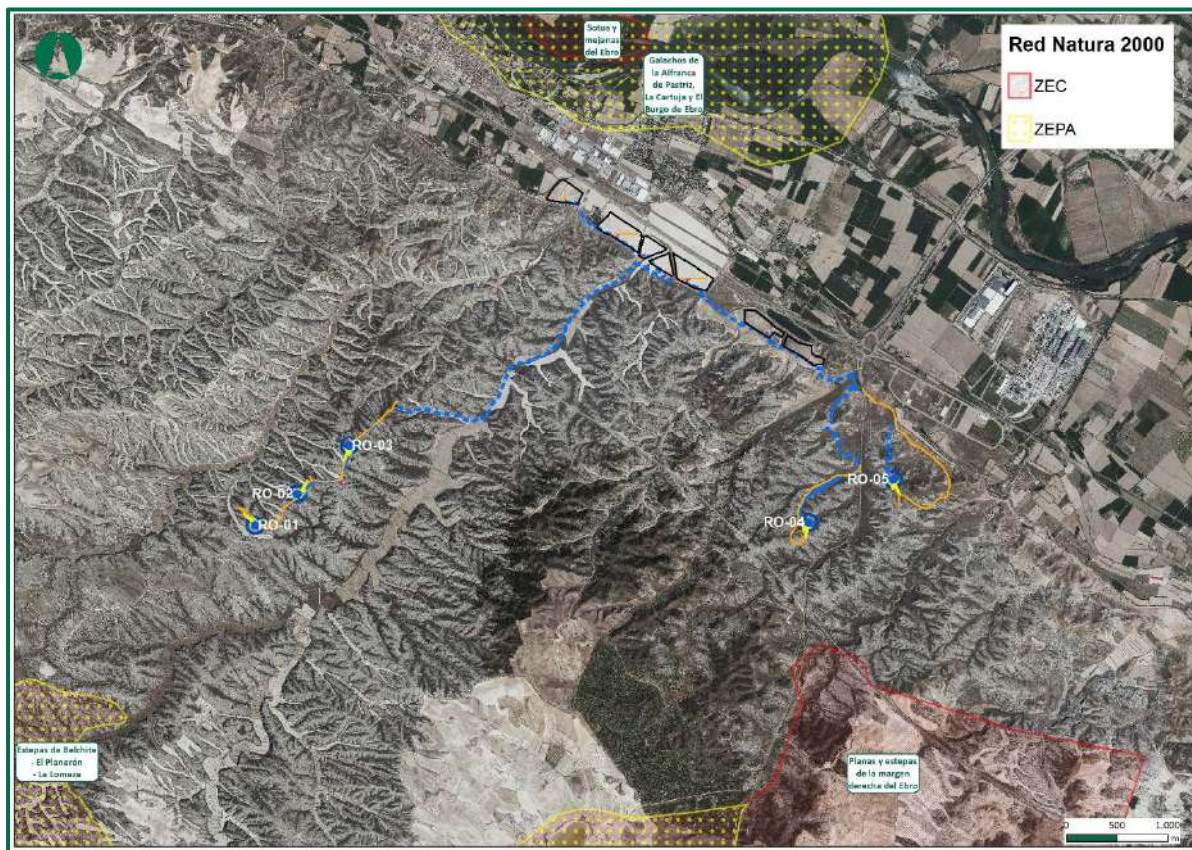 Sotos y
mejanas
del Ebro
Galachos de
la Alfranca
de Pastriz,
La Cartuja y El
Burgo de Ebro
Red Natura 2000
ZEC
ZEPA
RO-03
RO-02
RO-01
RO-05
RO-04
Estepas de Belchite
- El Planerón
- La Lomaza
Planas y estepas
de la margen
derecha del Ebro
0 500 1.000
m